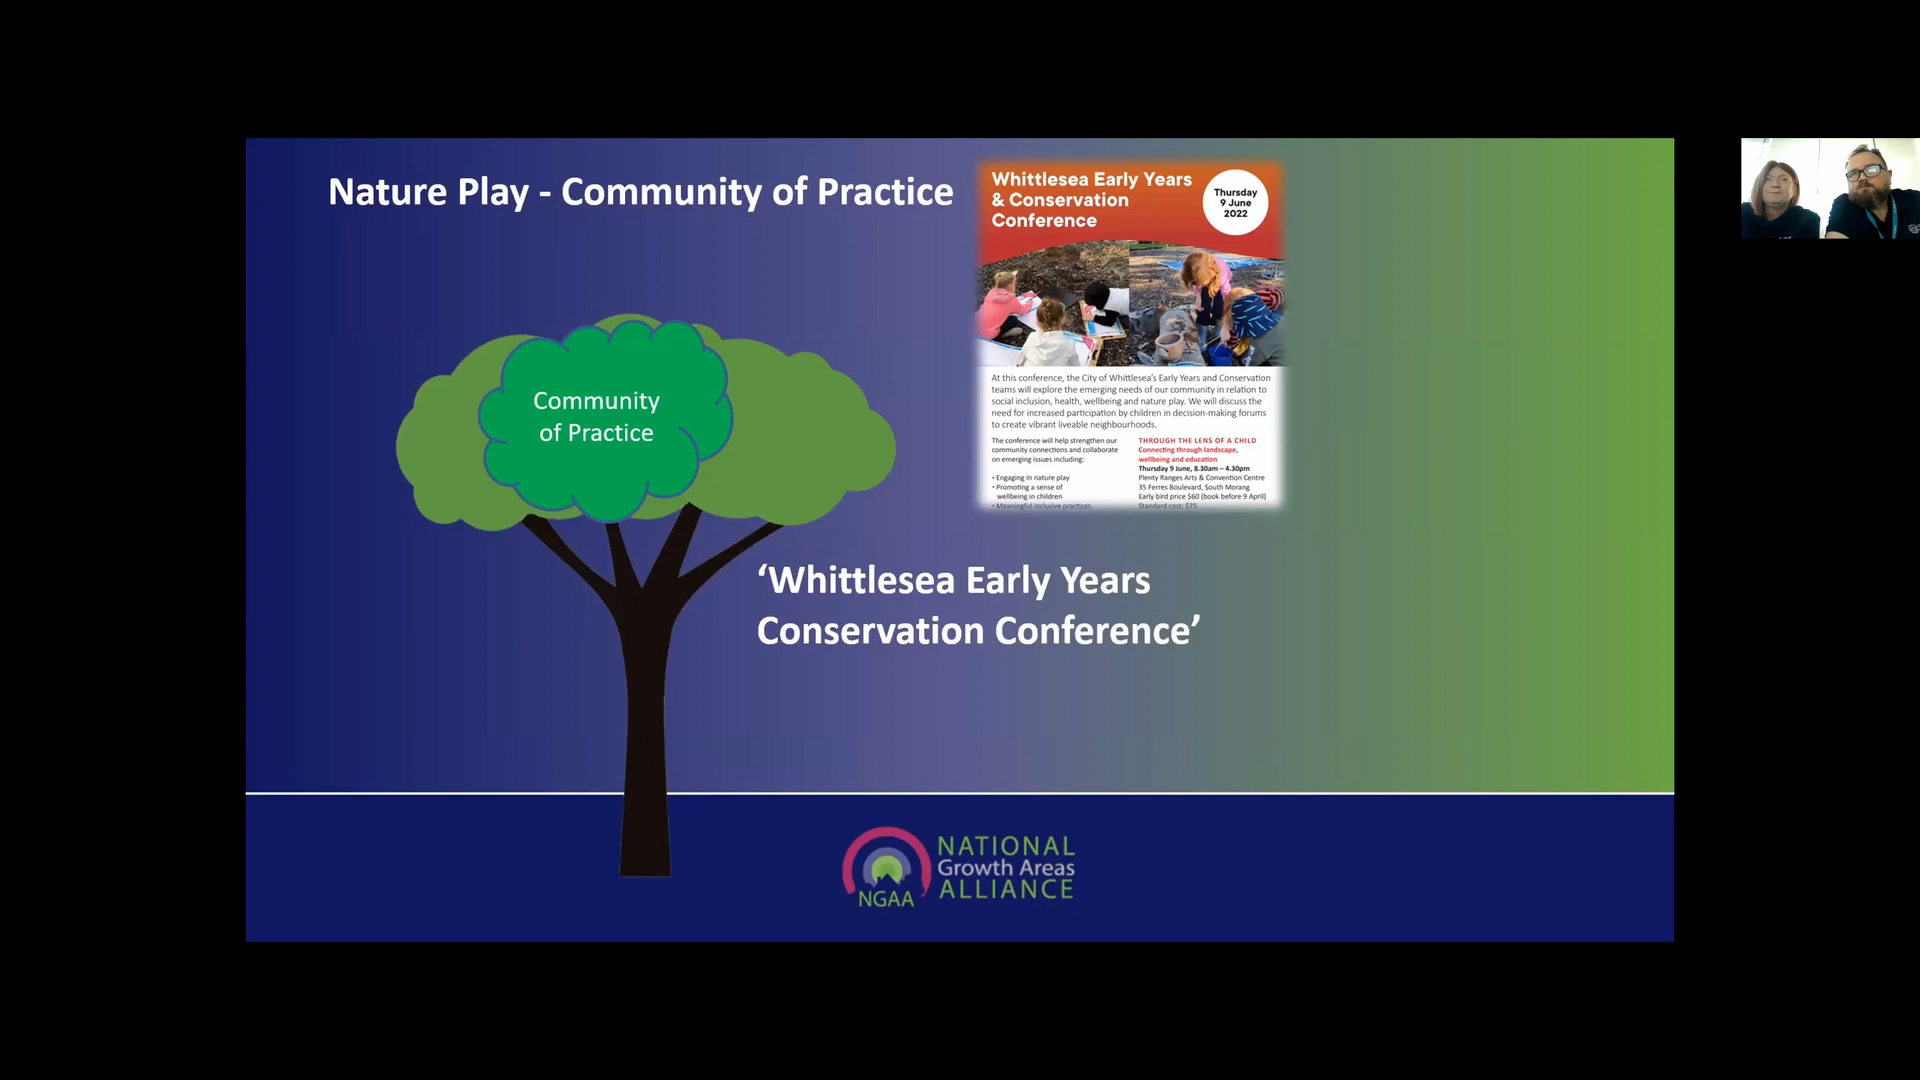 Nature Play - Community of Practice
Whittlesea Early Years
& Conservation
Conference
Thursday
9 June
2022
At this conference, the City of Whittlesea's Early Years and Conservation
teams will explore the emerging needs of our community in relation to
social inclusion, health, wellbeing and nature play. We will discuss the
need for increased participation by children in decision-making forums
to create vibrant liveable neighbourhoods.
The conference will help strengthen our
community connections and collaborate
on emerging issues including:
• Engaging in nature play
• Promoting a sense of
wellbeing in children
• Meaningful inclusive practices.
THROUGH THE LENS OF A CHILD
Connecting through landscape,
wellbeing and education
Thursday 9 June, 8.30am – 4.30pm
Plenty Ranges Arts & Convention Centre
35 Ferres Boulevard, South Morang
Early bird price $60 (book before 9 April)
Standard cost: $75
Community
of Practice
‘Whittlesea Early Years
Conservation Conference’
NGAA
NATIONAL
Growth Areas
ALLIANCE